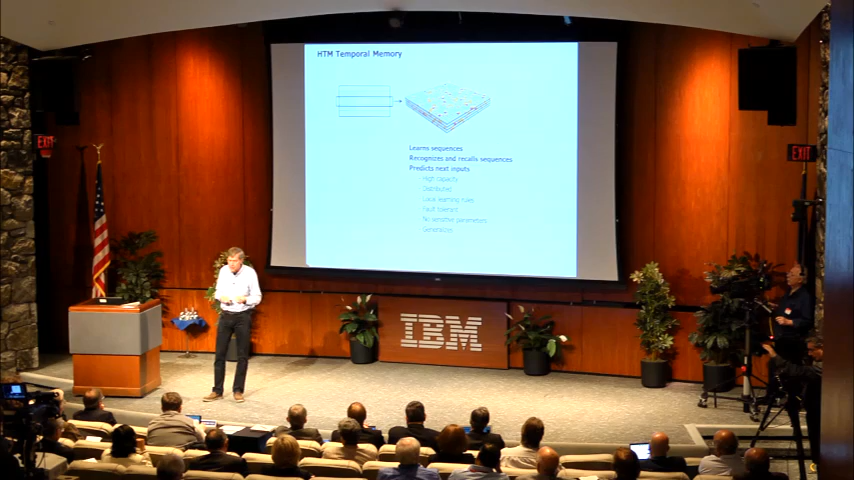 HTM Temporal Memory
Learns sequences
Recognizes and recalls sequences
Predicts next inputs
High capacity
Distributed
Local learning rules
Fault tolerant
No sensitive parameters
Generalizes
EXIT
EXIT
IBM